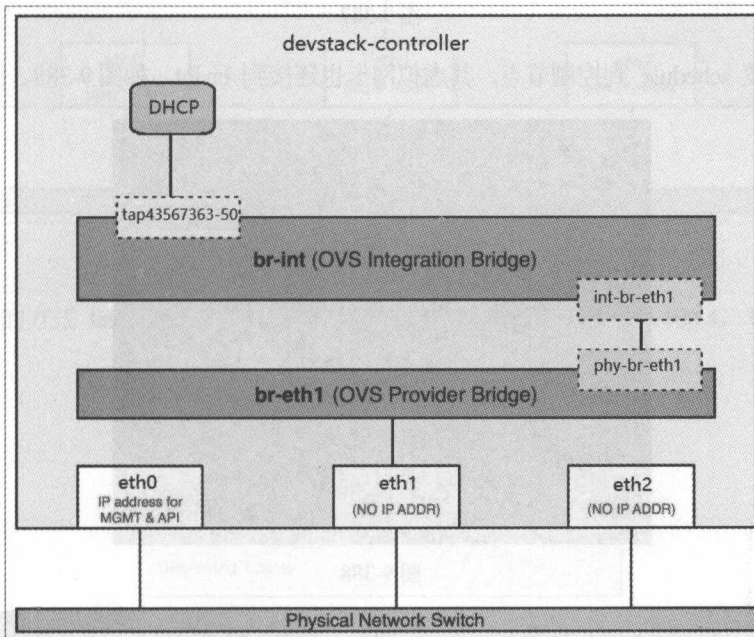 devstack-controller
DHCP
tap43567363-50
br-int (OVS Integration Bridge)
int-br-eth1
phy-br-eth1
br-eth1 (OVS Provider Bridge)
eth0
IP address for
MGMT & API
eth1
(NO IP ADDR)
eth2
(NO IP ADDR)
Physical Network Switch